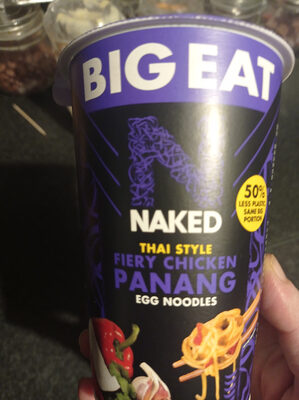 BIG EAT
N
NAKED
THAI STYLE
FIERY CHICKEN
PANANG
EGG NOODLES
50%
LESS PLASTIC
SAME BIG
PORTION